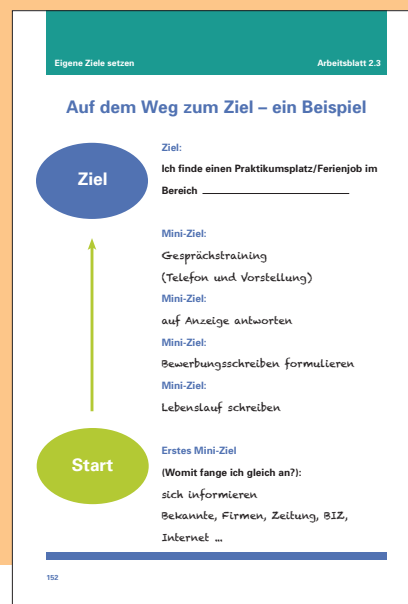 Eigene Ziele setzen
Arbeitsblatt 2.3
Auf dem Weg zum Ziel – ein Beispiel
Ziel
Ziel:
Ich finde einen Praktikumsplatz/Ferienjob im
Bereich
Mini-Ziel:
Gesprächstraining
(Telefon und Vorstellung)
Mini-Ziel:
auf Anzeige antworten
Mini-Ziel:
Bewerbungsschreiben formulieren
Mini-Ziel:
Lebenslauf schreiben
Start
Erstes Mini-Ziel
(Womit fange ich gleich an?):
sich informieren
Bekannte, Firmen, Zeitung, BIZ,
Internet ...
152